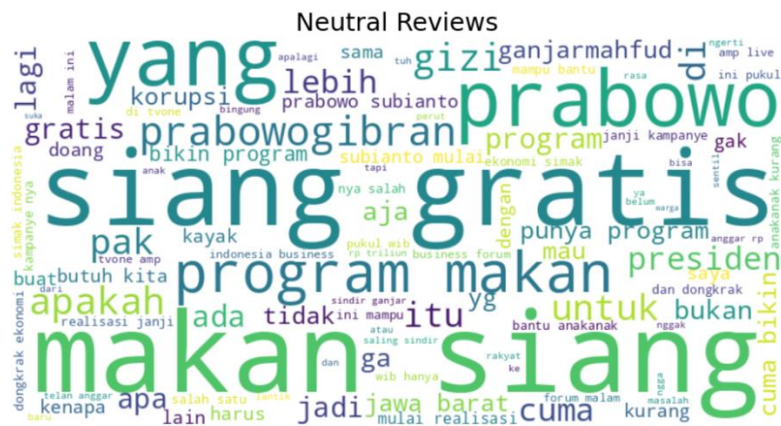 Neutral Reviews
lagi
malam ini
yang
apalagi
tuh
sama
gizi
ganjarmahfud
di
ngerti
amp live
mampu bantu
ini pukul
rasa
suka
korupsi
di tvone
bingung
lebih
prabowo subianto
perut
prabowo
gratis
doang
prabowogibran
program
janji kampanye
gak
bikin program
subianto mulai
ekonomi simak
simak indonesia
kampanye nya
anak
tapi
bisa
sentil
anakanak kurang
siang gratis
nya salah
aja
dengan
ya
belum
warga
pak
kayak
tvone amp
indonesia business
pukul wib
rp triliun
business forum
punya program
mau
anggar rp
presiden
buat
butuh kita
dari
program makan
yg
saya
dan dongkrak
dongkrak ekonomi
apakah
realisasi janji
ada
tidak
sindir ganjar
ini mampu
itu
untuk
bukan
bantu anakanak
nggak
cuma bikin
makan siang
atau
saling sindir
dan
ga
wib hanya
rakyat
ke
ngga
masalah
telan anggar
baru
kenapa
apa
lain
salah satu
lantik
harus
jadi
jawa barat
mulai realisasi
cuma
forum malam
kurang